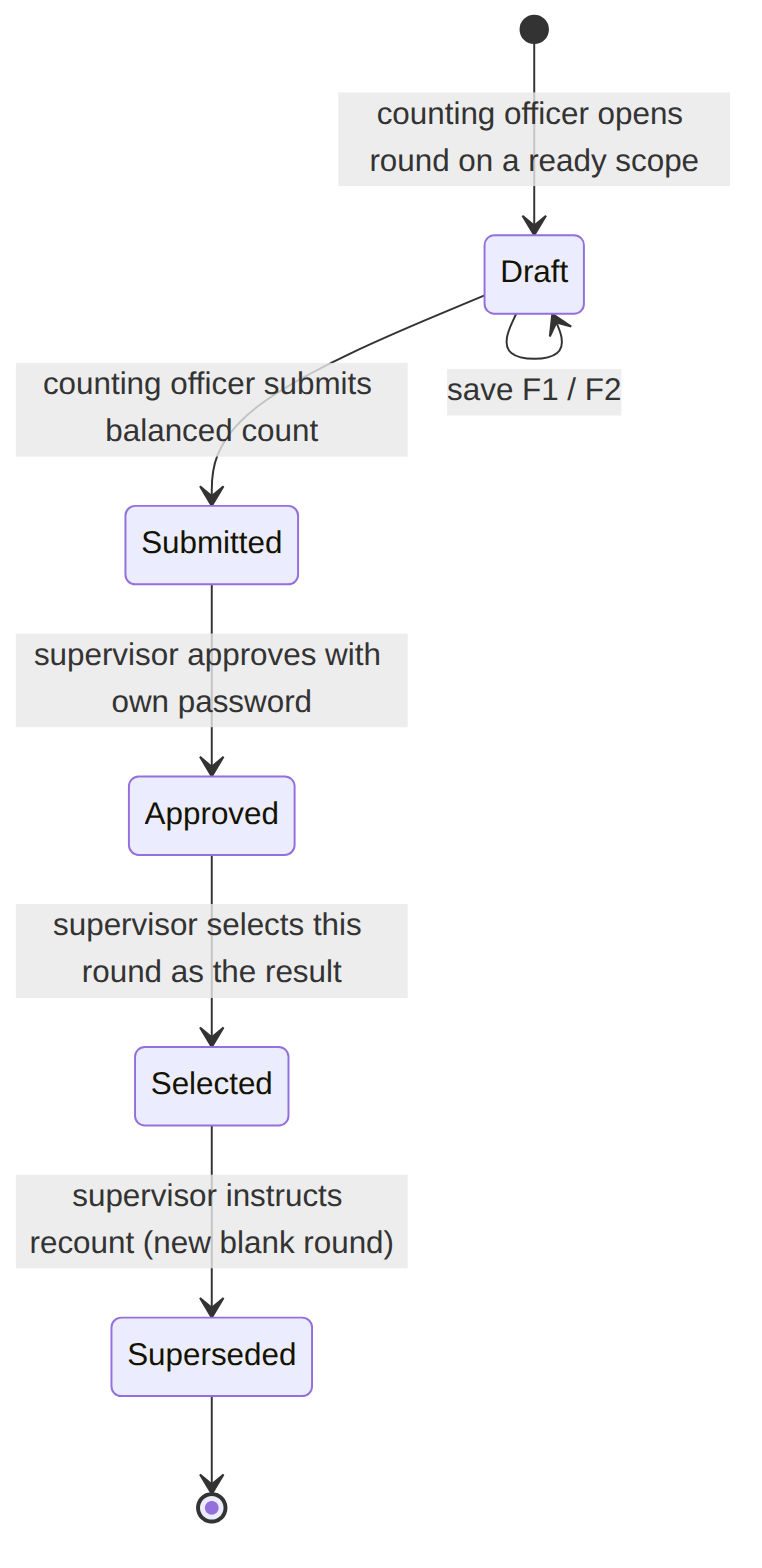 counting officer opens
round on a ready scope
Draft
save F1 / F2
counting officer submits
balanced count
Submitted
supervisor approves with
own password
Approved
supervisor selects this
round as the result
Selected
supervisor instructs
recount (new blank round)
Superseded